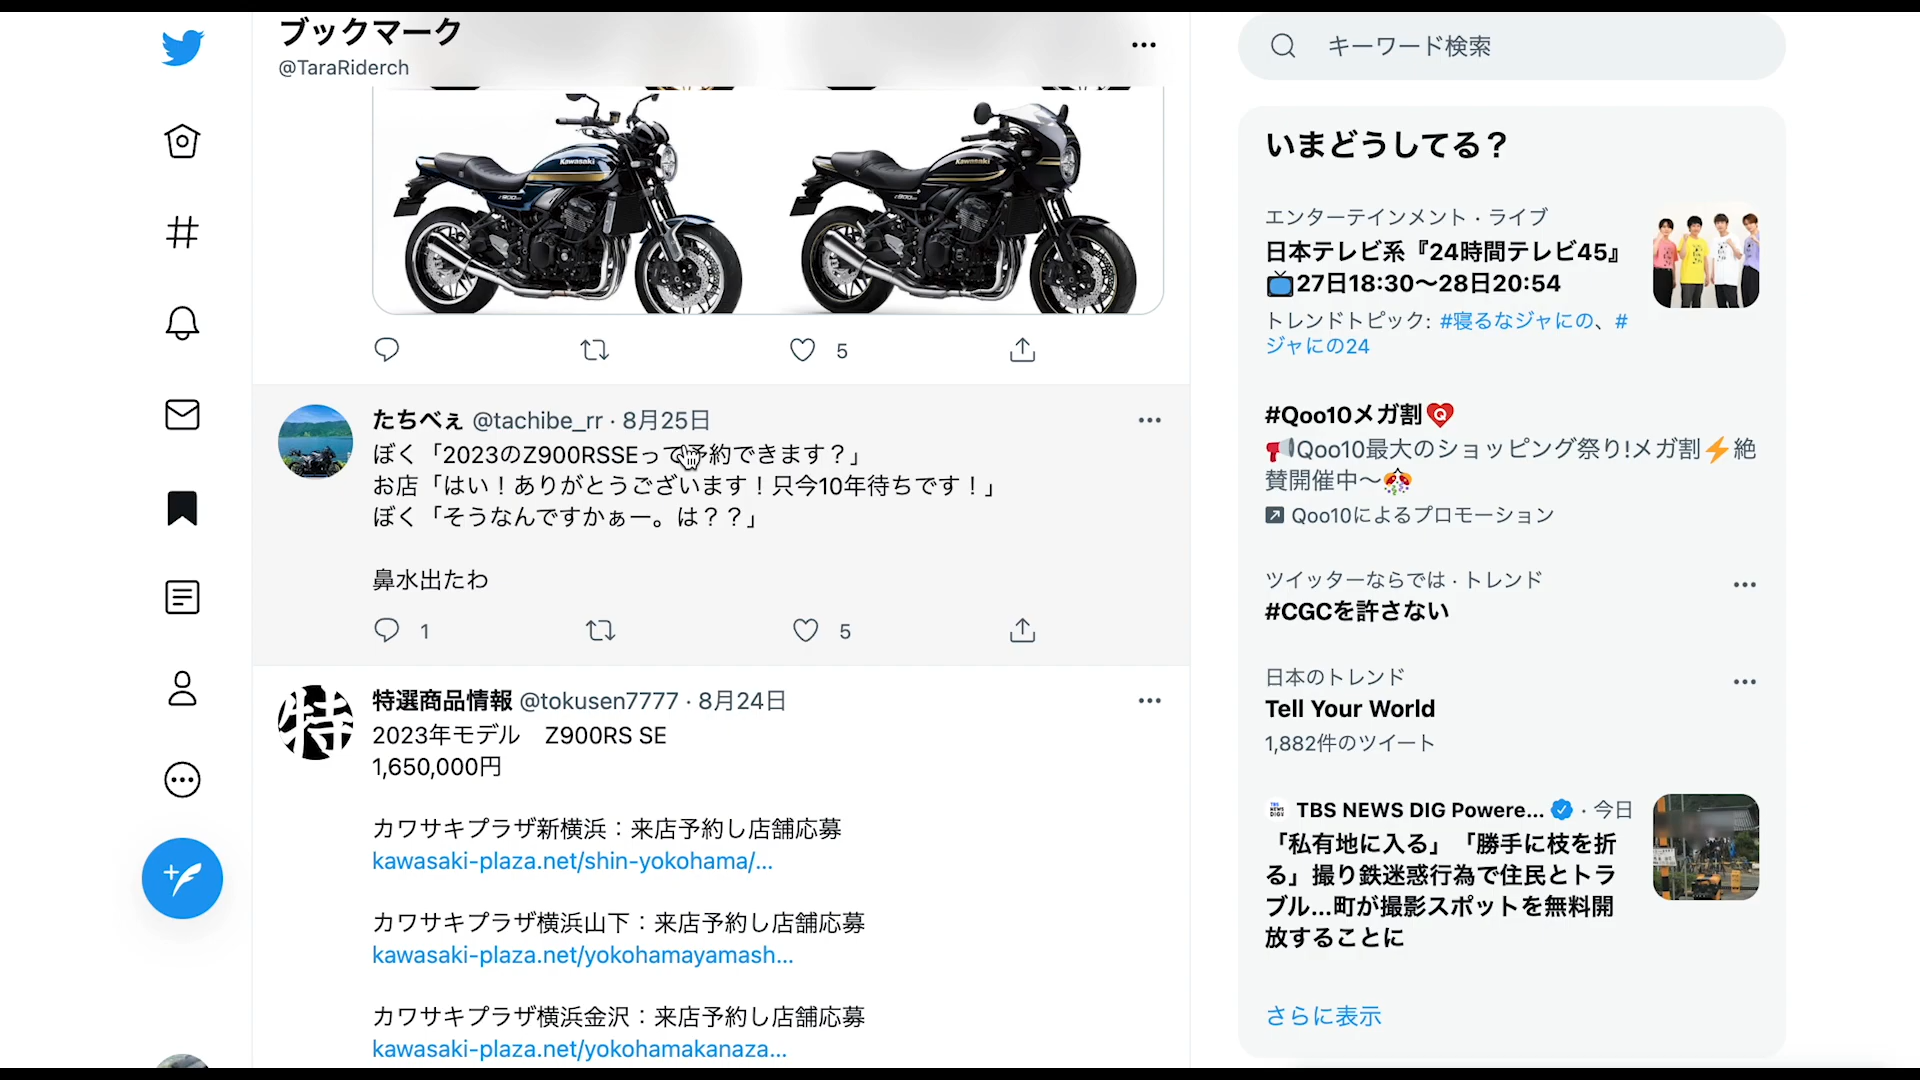 ブックマーク
@TaraRiderch
Kawasaki
Kawasaki
5
たちべぇ @tachibe_rr · 8月25日
ぼく「2023のZ900RSSEって予約できます？」
お店「はい！ありがとうございます！只今10年待ちです！」
ぼく「そうなんですかぁー。は？？」
鼻水出たわ
1
5
特
特選商品情報 @tokusen7777 · 8月24日
2023年モデル　Z900RS SE
1,650,000円
カワサキプラザ新横浜：来店予約し店舗応募
kawasaki-plaza.net/shin-yokohama/...
カワサキプラザ横浜山下：来店予約し店舗応募
kawasaki-plaza.net/yokohamayamash...
カワサキプラザ横浜金沢：来店予約し店舗応募
kawasaki-plaza.net/yokohamakanaza...
キーワード検索
いまどうしてる？
エンターテインメント · ライブ
日本テレビ系『24時間テレビ45』
📺27日18:30〜28日20:54
トレンドトピック: #寝るなジャにの、#
ジャにの24
#Qoo10メガ割
📢Qoo10最大のショッピング祭り!メガ割⚡絶
賛開催中〜🎊
Qoo10によるプロモーション
ツイッターならでは · トレンド
#CGCを許さない
日本のトレンド
Tell Your World
1,882件のツイート
TBS NEWS DIG Powere... · 今日
「私有地に入る」「勝手に枝を折
る」撮り鉄迷惑行為で住民とトラ
ブル...町が撮影スポットを無料開
放することに
さらに表示